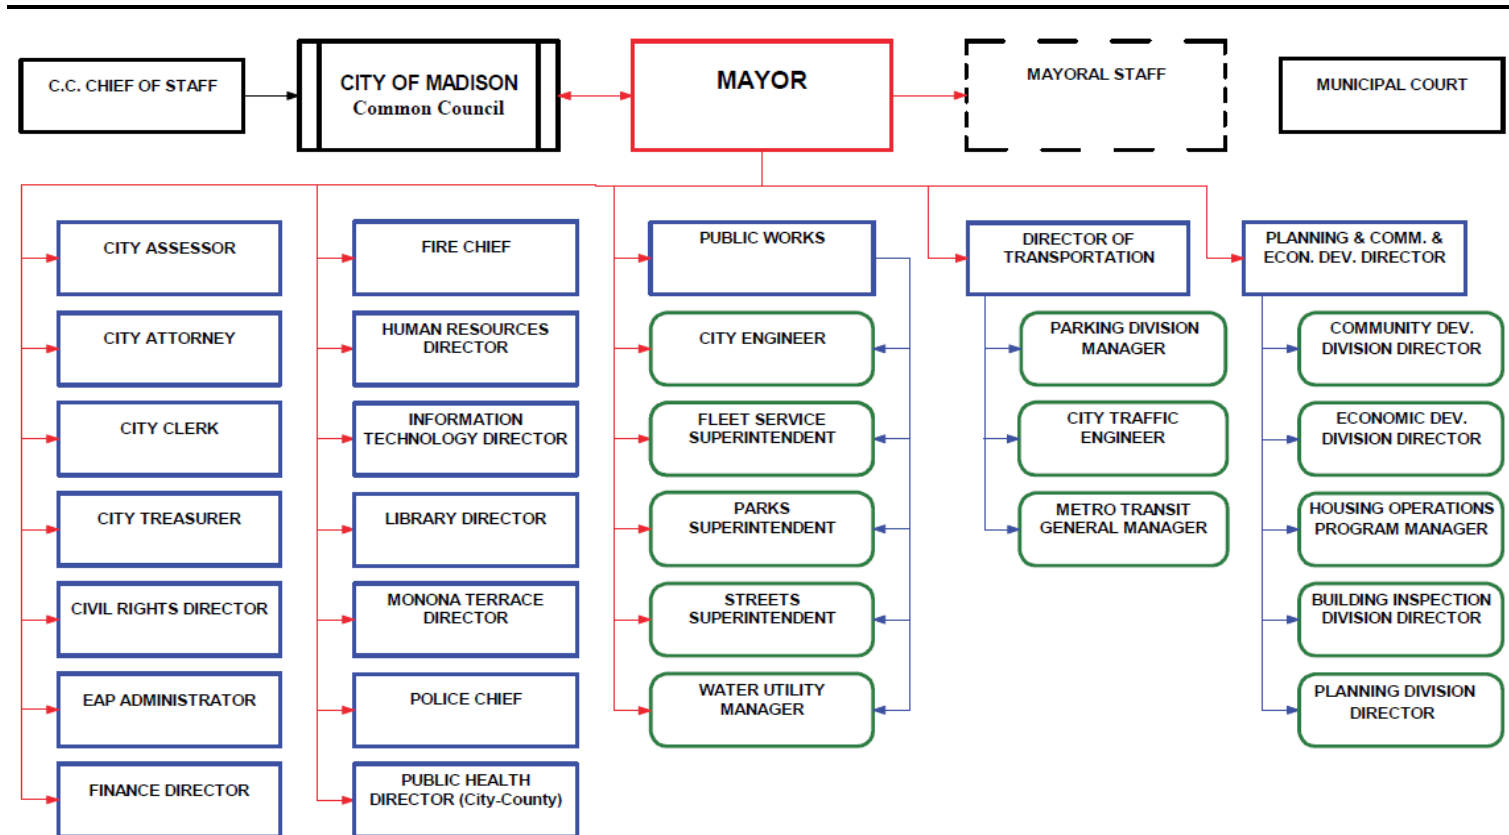 C.C. CHIEF OF STAFF
CITY OF MADISON
Common Council
MAYOR
MAYORAL STAFF
MUNICIPAL COURT
CITY ASSESSOR
CITY ATTORNEY
CITY CLERK
CITY TREASURER
CIVIL RIGHTS DIRECTOR
EAP ADMINISTRATOR
FINANCE DIRECTOR
FIRE CHIEF
HUMAN RESOURCES
DIRECTOR
INFORMATION
TECHNOLOGY DIRECTOR
LIBRARY DIRECTOR
MONONA TERRACE
DIRECTOR
POLICE CHIEF
PUBLIC HEALTH
DIRECTOR (City-County)
PUBLIC WORKS
CITY ENGINEER
FLEET SERVICE
SUPERINTENDENT
PARKS
SUPERINTENDENT
STREETS
SUPERINTENDENT
WATER UTILITY
MANAGER
DIRECTOR OF
TRANSPORTATION
PARKING DIVISION
MANAGER
CITY TRAFFIC
ENGINEER
METRO TRANSIT
GENERAL MANAGER
PLANNING & COMM. &
ECON. DEV. DIRECTOR
COMMUNITY DEV.
DIVISION DIRECTOR
ECONOMIC DEV.
DIVISION DIRECTOR
HOUSING OPERATIONS
PROGRAM MANAGER
BUILDING INSPECTION
DIVISION DIRECTOR
PLANNING DIVISION
DIRECTOR